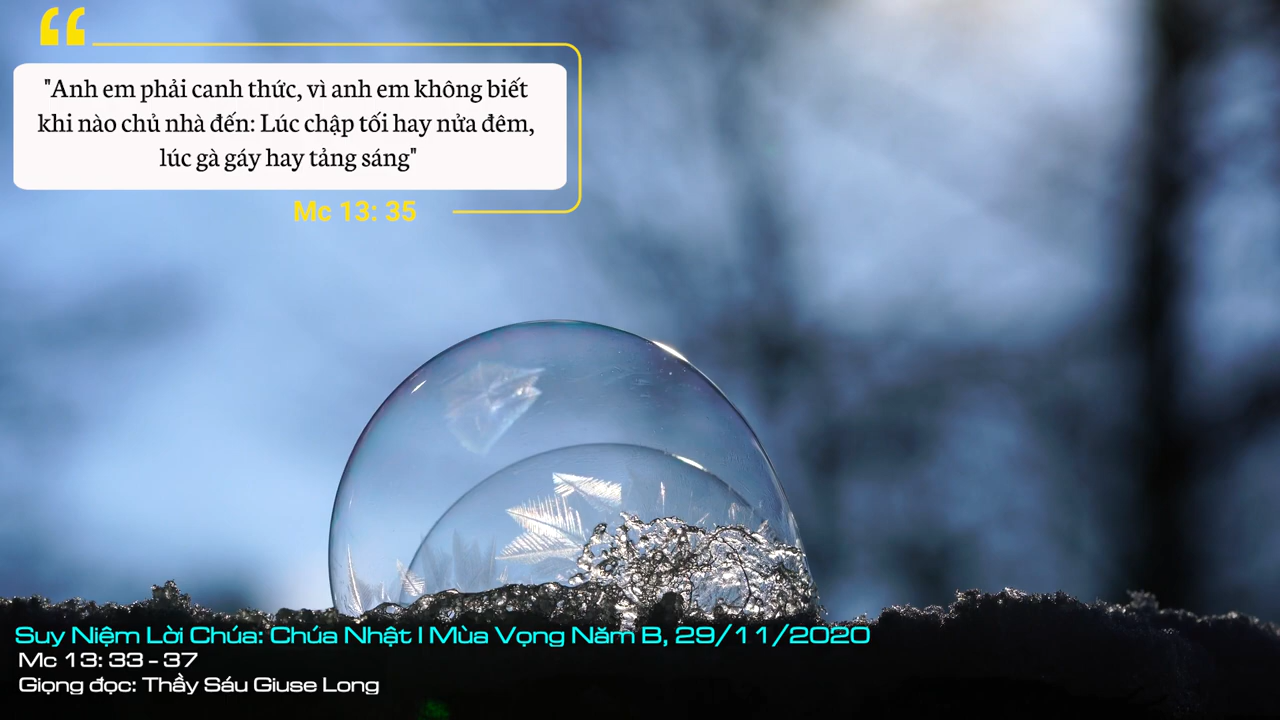 "Anh em phải canh thức, vì anh em không biết
khi nào chủ nhà đến: Lúc chập tối hay nửa đêm,
lúc gà gáy hay tảng sáng"
Mc 13: 35
Suy Niệm Lời Chúa: Chúa Nhật I Mùa Vọng Năm B, 29/11/2020
Mc 13: 33 - 37
Giọng đọc: Thầy Sáu Giuse Long